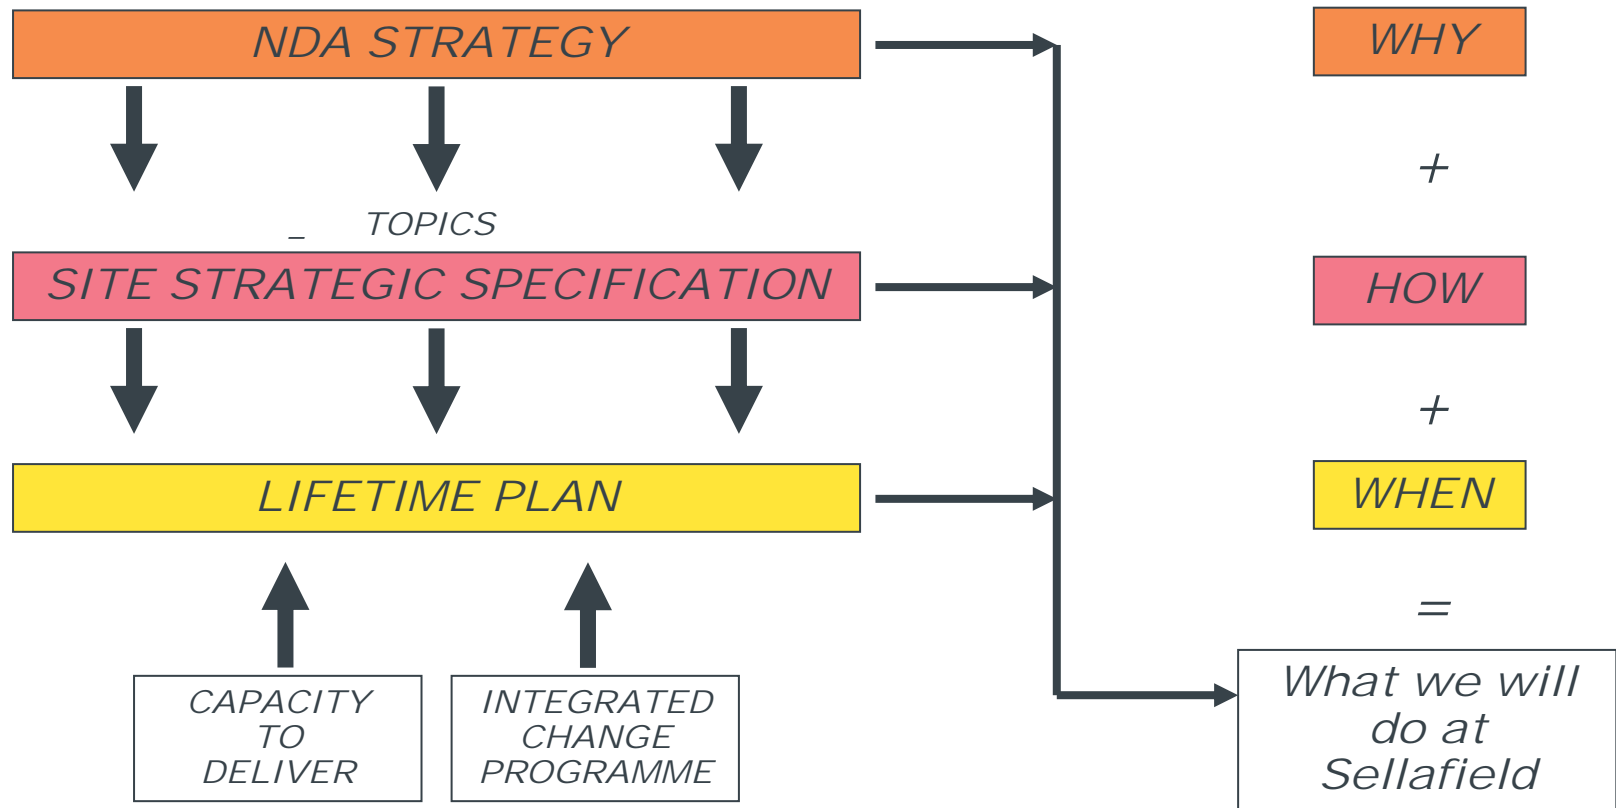 NDA STRATEGY
WHY
+
_ TOPICS
SITE STRATEGIC SPECIFICATION
HOW
+
LIFETIME PLAN
WHEN
=
CAPACITY
TO
DELIVER
INTEGRATED
CHANGE
PROGRAMME
What we will
do at
Sellafield